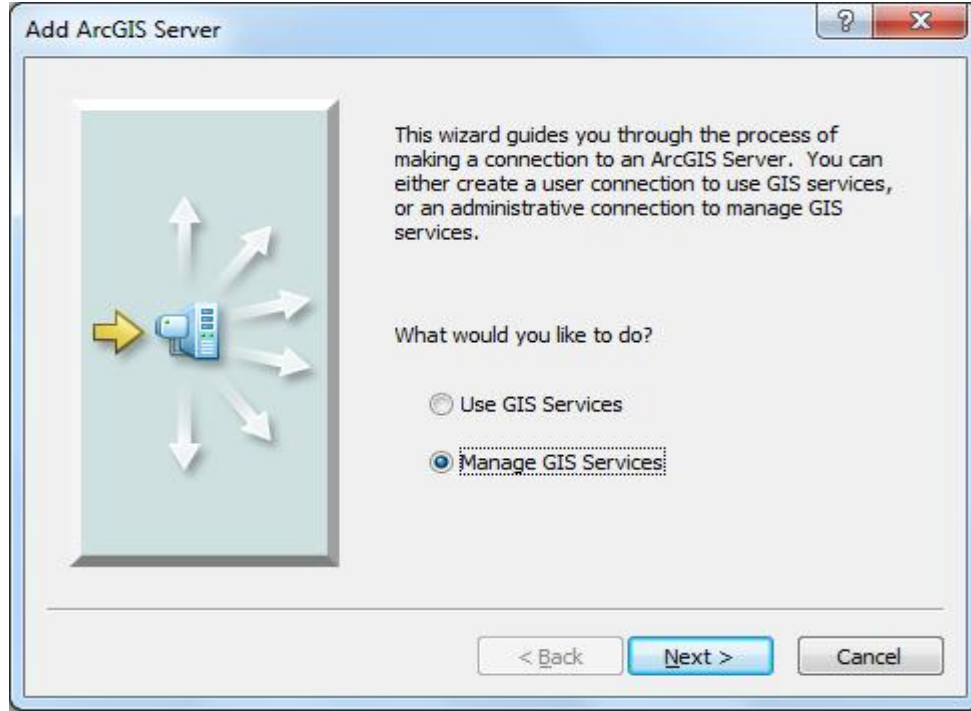 Add ArcGIS Server
This wizard guides you through the process of
making a connection to an ArcGIS Server. You can
either create a user connection to use GIS services,
or an administrative connection to manage GIS
services.
What would you like to do?
Use GIS Services
Manage GIS Services
< Back Next > Cancel